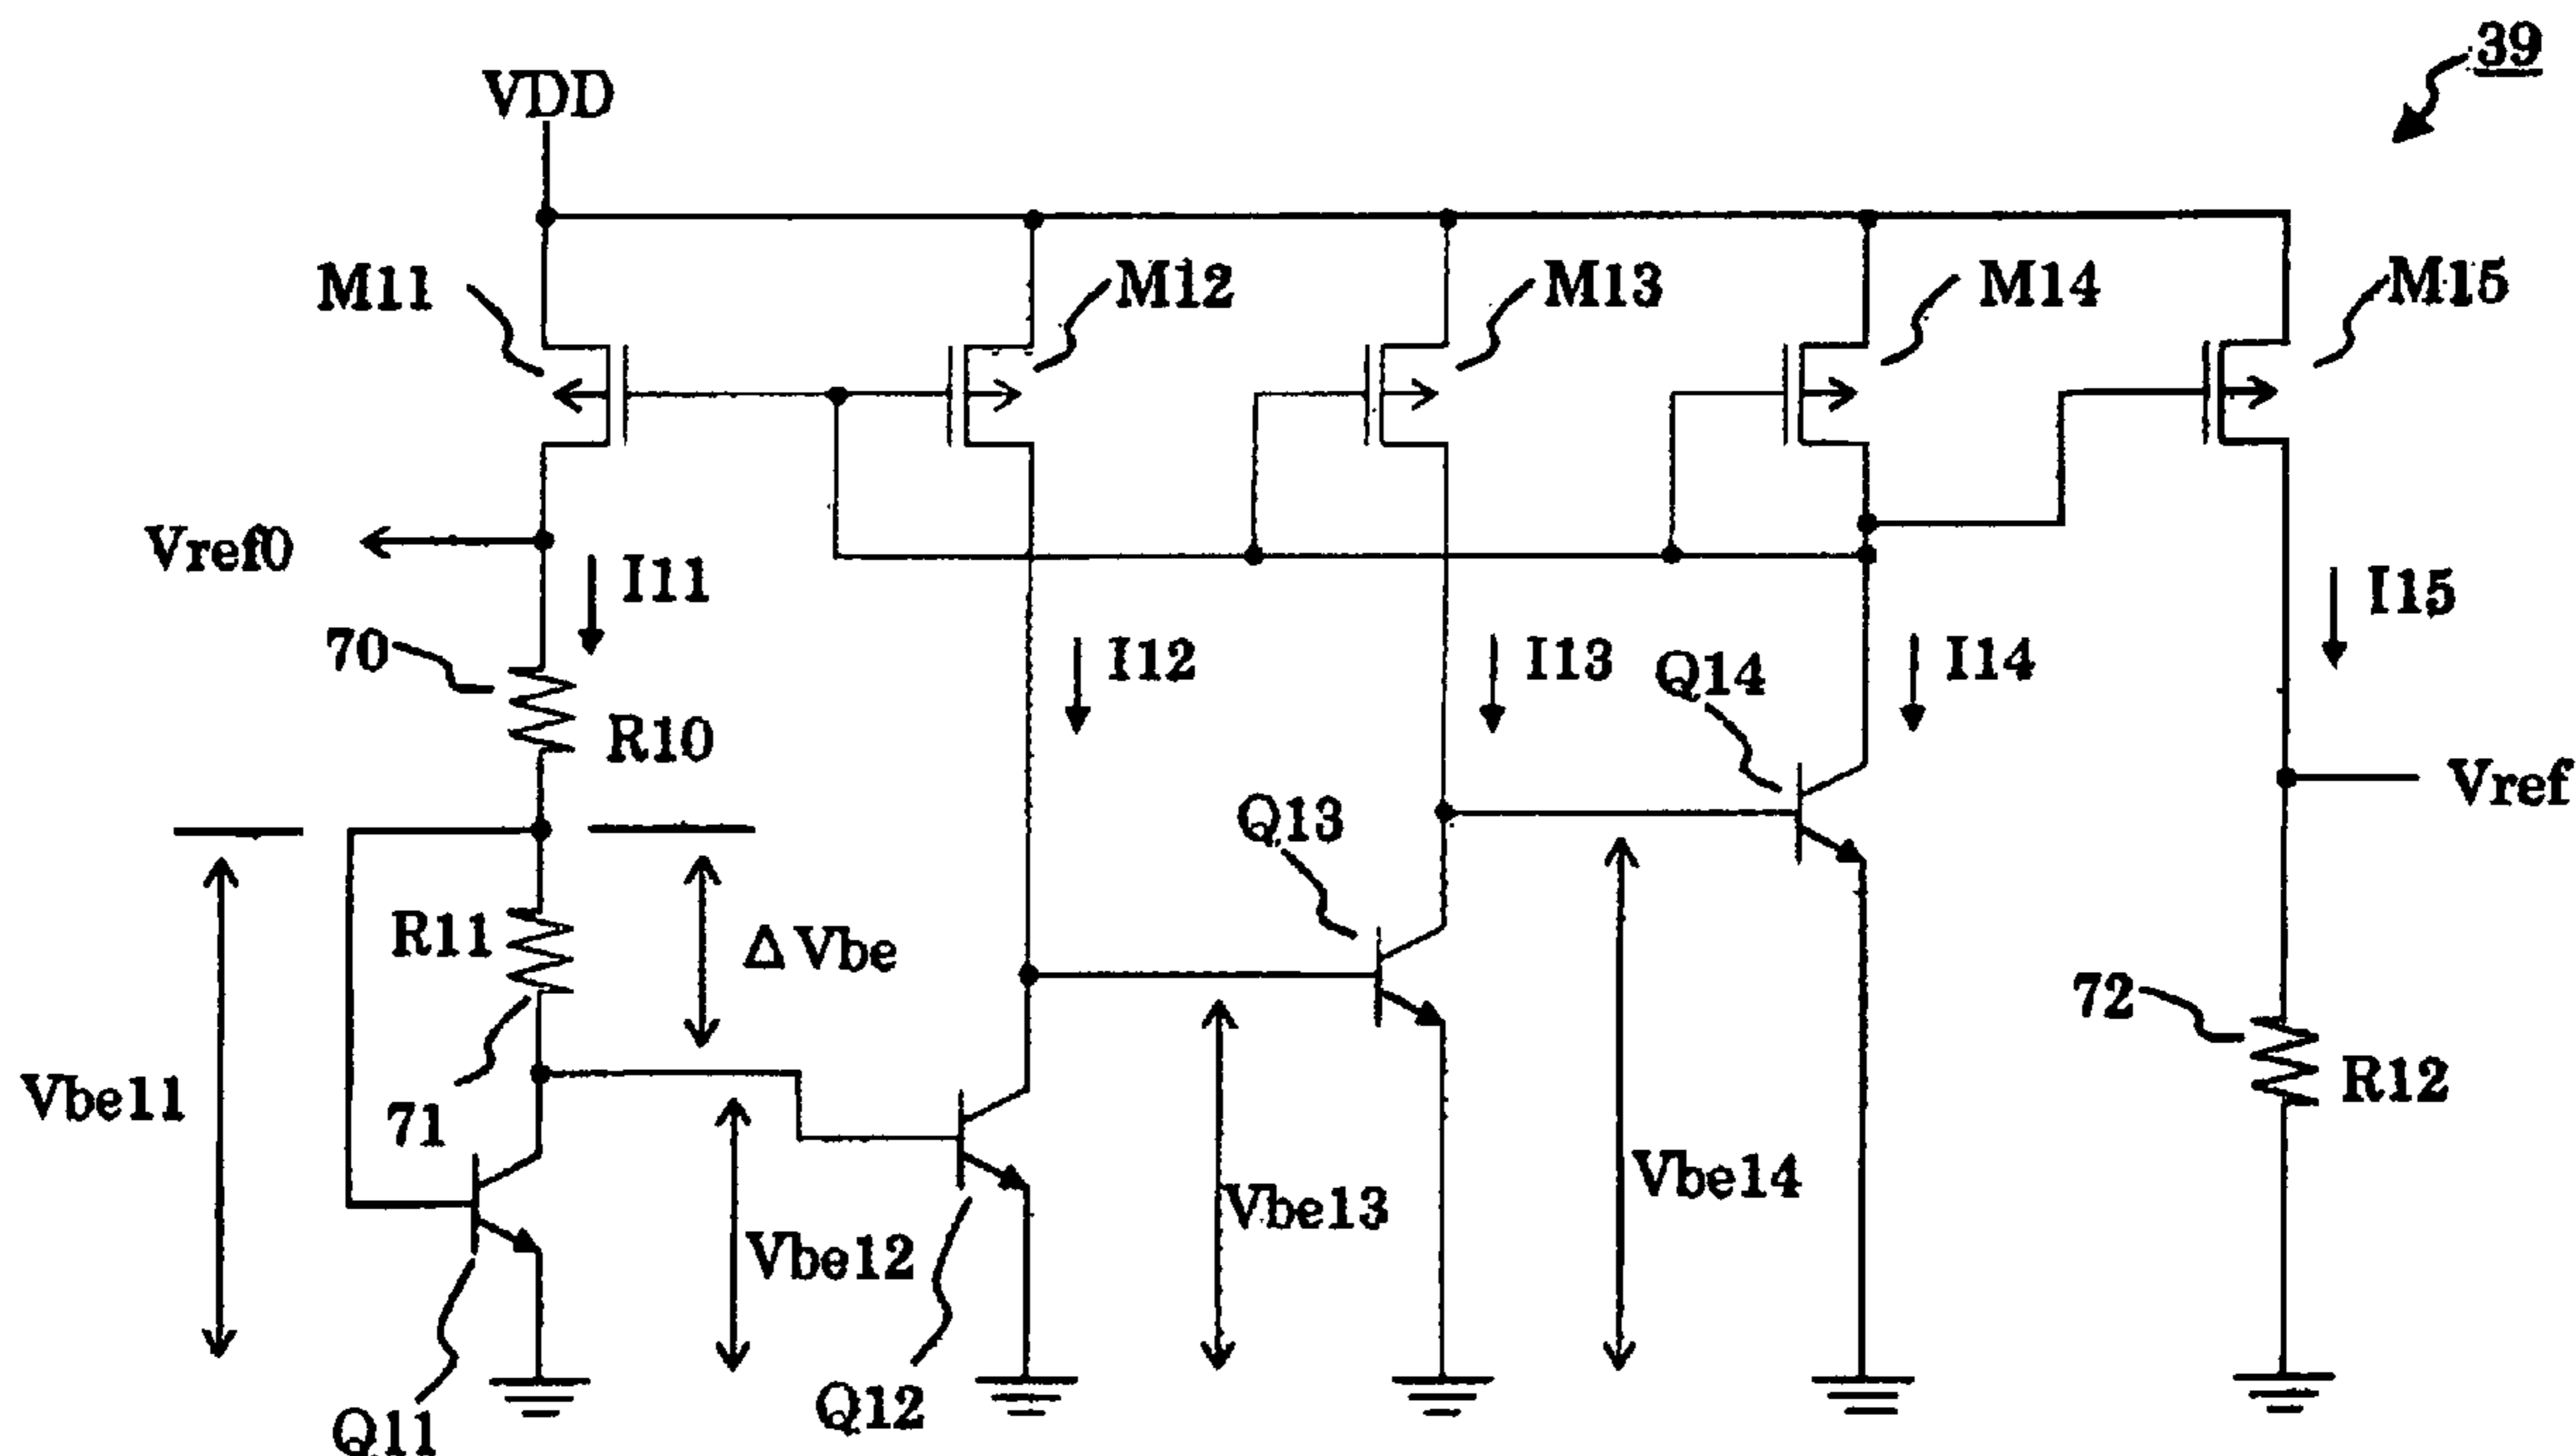 39
VDD
M11
M12
M13
M14
M15
Vref0
I11
I12
I13
I14
I15
70
R10
Q14
Vref
Q13
R11
Δ Vbe
72
R12
Vbe11
71
Vbe12
Vbe13
Vbe14
Q11
Q12